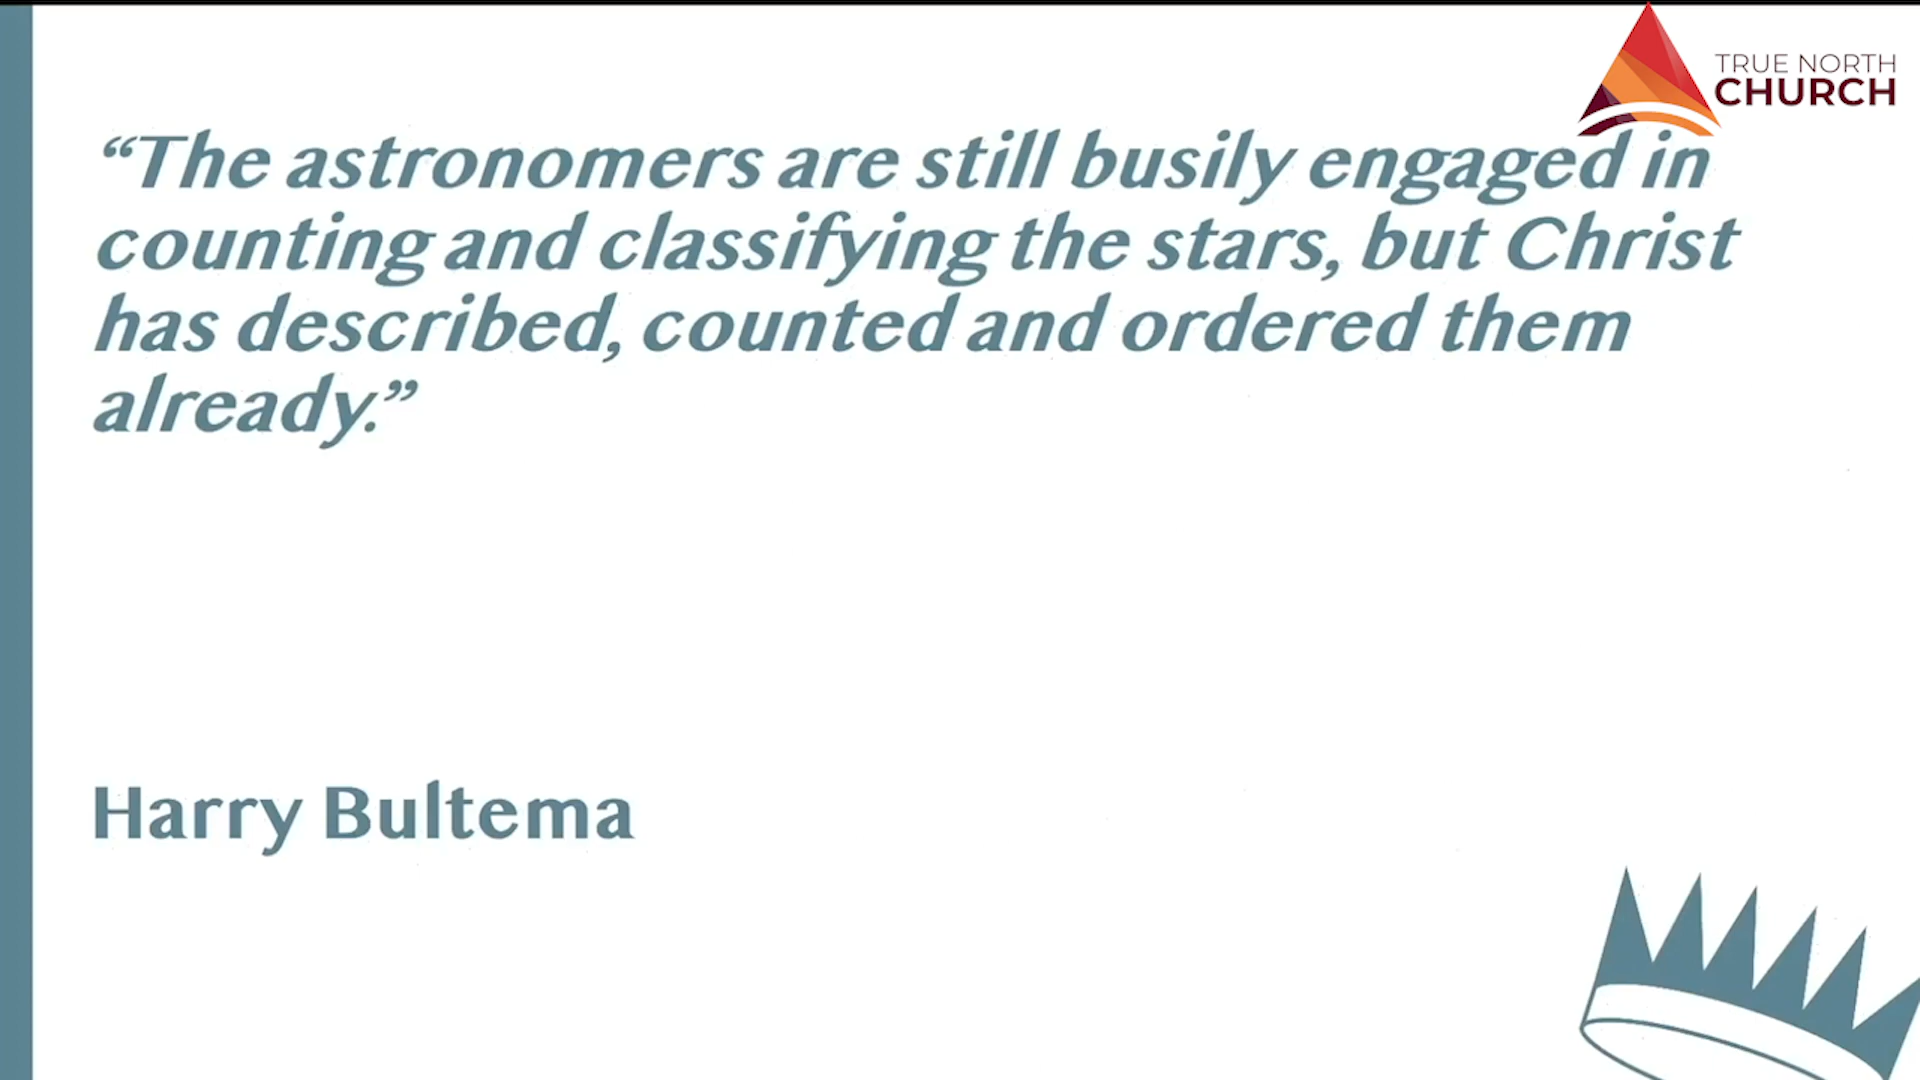 TRUE NORTH
CHURCH
“The astronomers are still busily engaged in
counting and classifying the stars, but Christ
has described, counted and ordered them
already.”
Harry Bultema